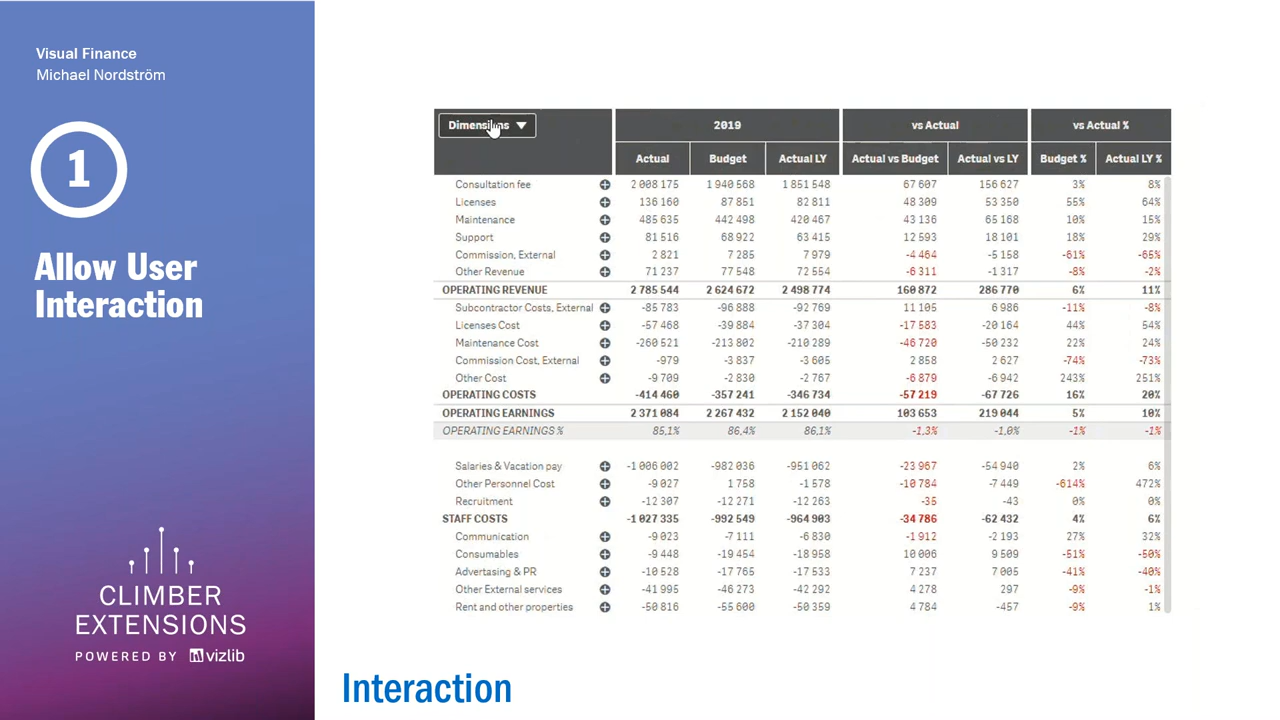 Visual Finance
Michael Nordström
1
Allow User
Interaction
CLIMBER
EXTENSIONS
POWERED BY vizlib
Dimensions 2019 vs Actual vs Actual %
Actual Budget Actual LY Actual vs Budget Actual vs LY Budget % Actual LY %
Consultation fee 2 008 175 1 940 568 1 851 548 67 607 156 627 3% 8%
Licenses 136 160 87 851 82 811 48 309 53 350 55% 64%
Maintenance 485 635 442 498 420 467 43 136 65 168 10% 15%
Support 81 516 68 922 63 415 12 593 18 101 18% 29%
Commission, External 2 821 7 285 7 979 -4 464 -5 158 -61% -65%
Other Revenue 71 237 77 548 72 554 -6 311 -1 317 -8% -2%
OPERATING REVENUE 2 785 544 2 624 672 2 498 774 160 872 286 770 6% 11%
Subcontractor Costs, External -85 783 -96 888 -92 769 11 105 6 986 -11% -8%
Licenses Cost -57 468 -39 884 -37 304 -17 583 -20 164 44% 54%
Maintenance Cost -260 521 -213 802 -210 289 -46 720 -50 232 22% 24%
Commission Cost, External -979 -3 837 -3 605 2 858 2 627 -74% -73%
Other Cost -9 709 -2 830 -2 767 -6 879 -6 942 243% 251%
OPERATING COSTS -414 460 -357 241 -346 734 -57 219 -67 726 16% 20%
OPERATING EARNINGS 2 371 084 2 267 432 2 152 040 103 653 219 044 5% 10%
OPERATING EARNINGS % 85,1% 86,4% 86,1% -1,3% -1,0% -1% -1%
Salaries & Vacation pay -1 006 002 -982 036 -951 062 -23 967 -54 940 2% 6%
Other Personnel Cost -9 027 1 758 -1 578 -10 784 -7 449 -614% 472%
Recruitment -12 307 -12 271 -12 263 -35 -43 0% 0%
STAFF COSTS -1 027 335 -992 549 -964 903 -34 786 -62 432 4% 6%
Communication -9 023 -7 111 -6 830 -1 912 -2 193 27% 32%
Consumables -9 448 -19 454 -18 958 10 006 9 509 -51% -50%
Advertasing & PR -10 528 -17 765 -17 533 7 237 7 005 -41% -40%
Other External services -41 995 -46 273 -42 292 4 278 297 -9% -1%
Rent and other properties -50 816 -55 600 -50 359 4 784 -457 -9% 1%
Interaction